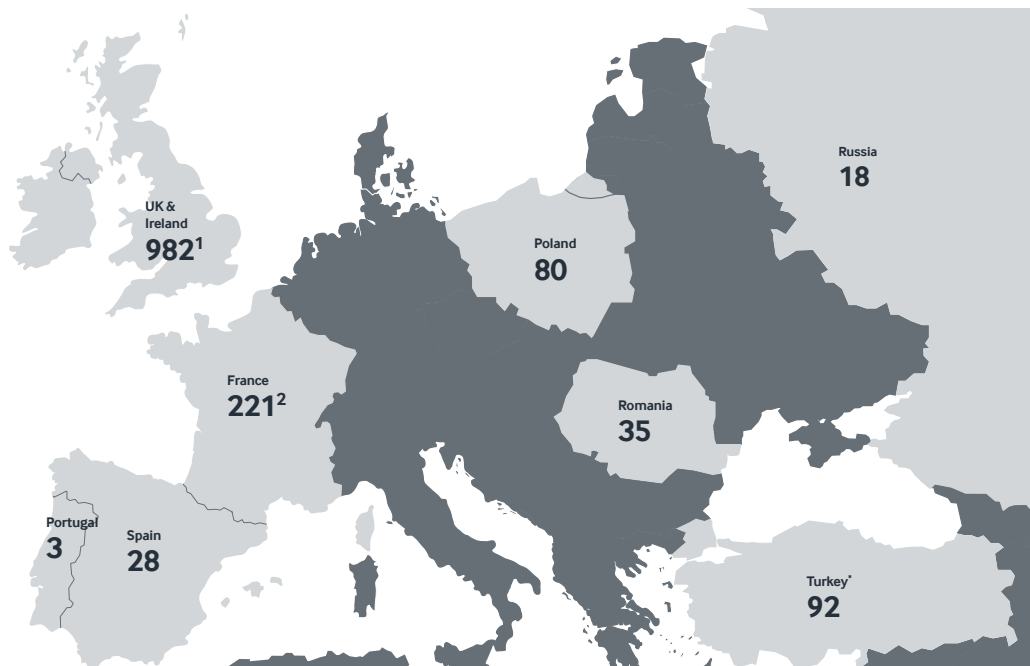 Russia
18
UK &
Ireland
982¹
Poland
80
France
221²
Romania
35
Portugal
3
Spain
28
Turkey*
92